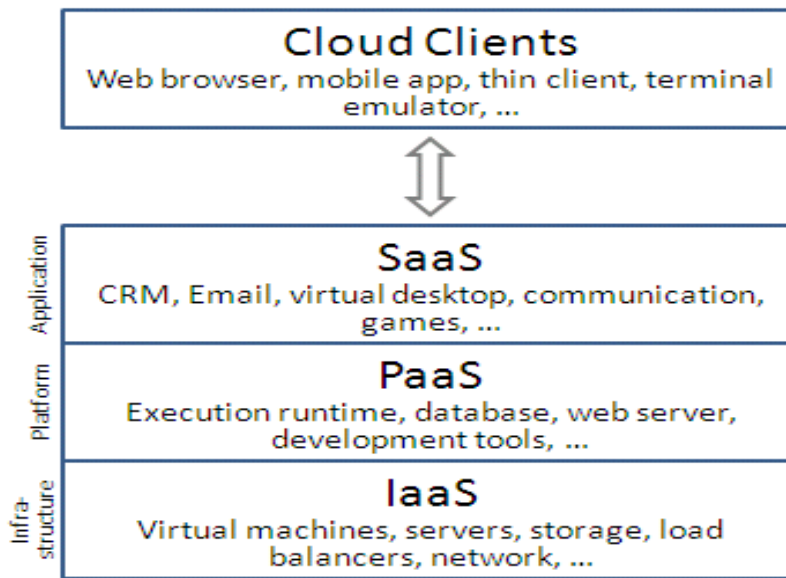 Cloud Clients
Web browser, mobile app, thin client, terminal
emulator, ...
Application
SaaS
CRM, Email, virtual desktop, communication,
games, ...
Platform
PaaS
Execution runtime, database, web server,
development tools, ...
Infra-
structure
IaaS
Virtual machines, servers, storage, load
balancers, network, ...